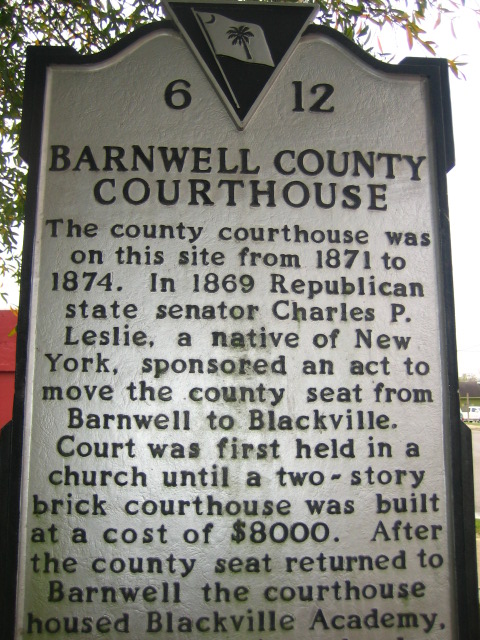 6 12
BARNWELL COUNTY
COURTHOUSE
The county courthouse was
on this site from 1871 to
1874. In 1869 Republican
state senator Charles P.
Leslie, a native of New
York, sponsored an act to
move the county seat from
Barnwell to Blackville.
Court was first held in a
church until a two-story
brick courthouse was built
at a cost of $8000. After
the county seat returned to
Barnwell the courthouse
housed Blackville Academy.